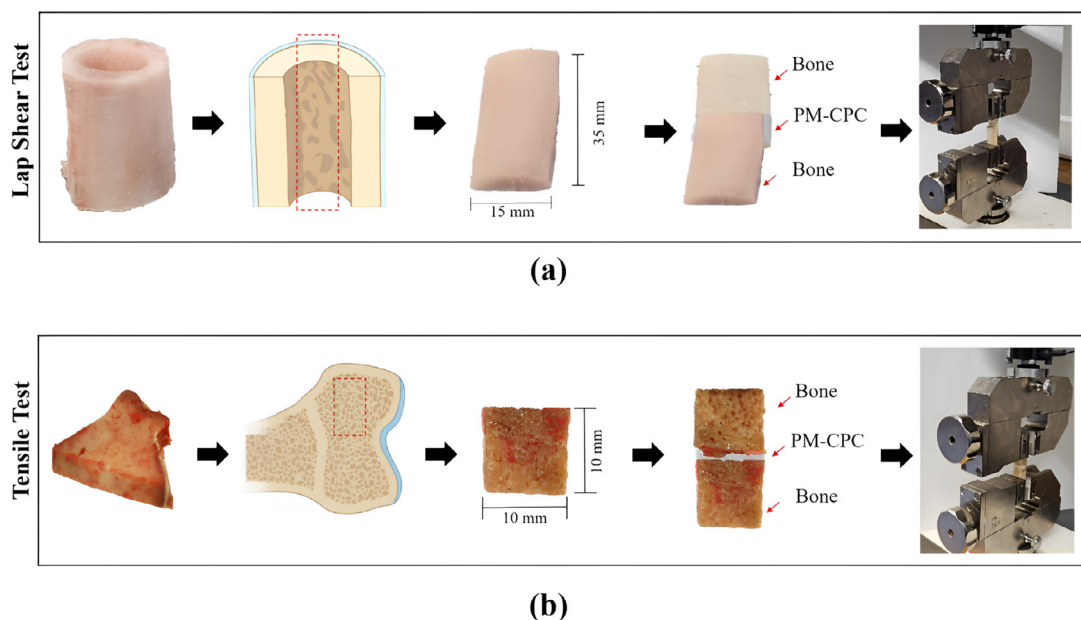 Lap Shear Test
Bone
PM-CPC
Bone
35 mm
15 mm
(a)
Tensile Test
Bone
PM-CPC
Bone
10 mm
10 mm
(b)